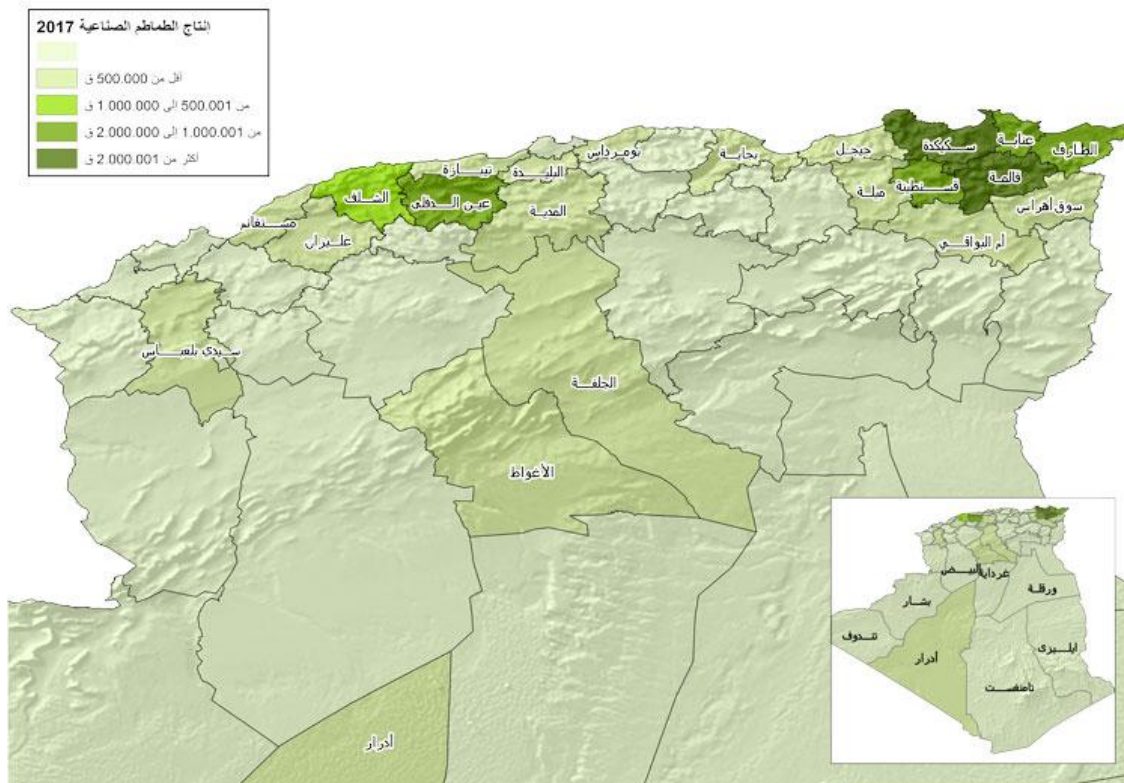 إنتاج الطماطم الصناعية 2017
أقل من 500.000 ق
من 500.001 إلى 1.000.000 ق
من 1.000.001 إلى 2.000.000 ق
أكثر من 2.000.001 ق
الطارف
عنابة
سكيكدة
جيجل
بجاية
بومرداس
البليدة
تيبازة
قالمة
قسنطينة
ميلة
سوق أهراس
أم البواقي
المدية
عين الدفلى
الشلف
مستغانم
غليزان
سيدي بلعباس
الجلفة
الأغواط
أدرار
غرداية
البيض
ورقلة
بشار
تندوف
أدرار
ايليزي
تامنغست